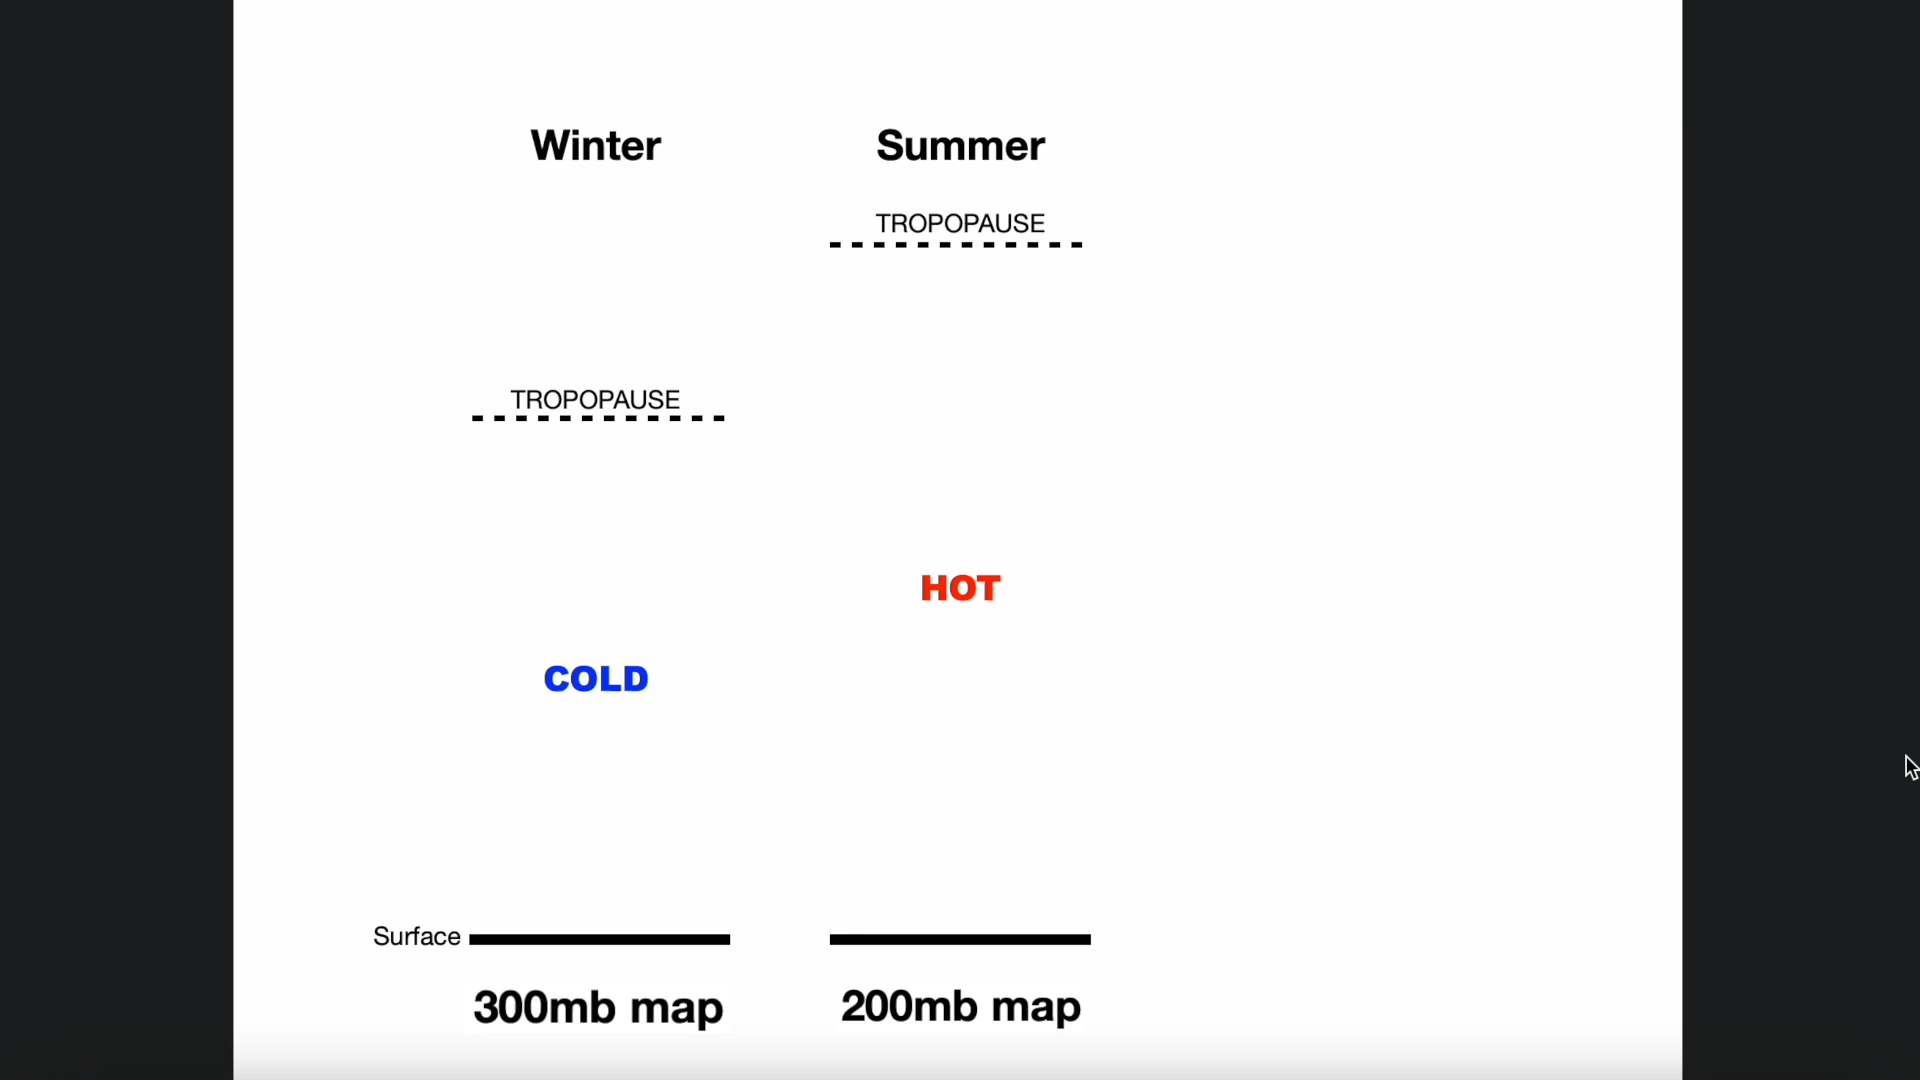 Winter
Summer
TROPOPAUSE
TROPOPAUSE
HOT
COLD
Surface
300mb map
200mb map